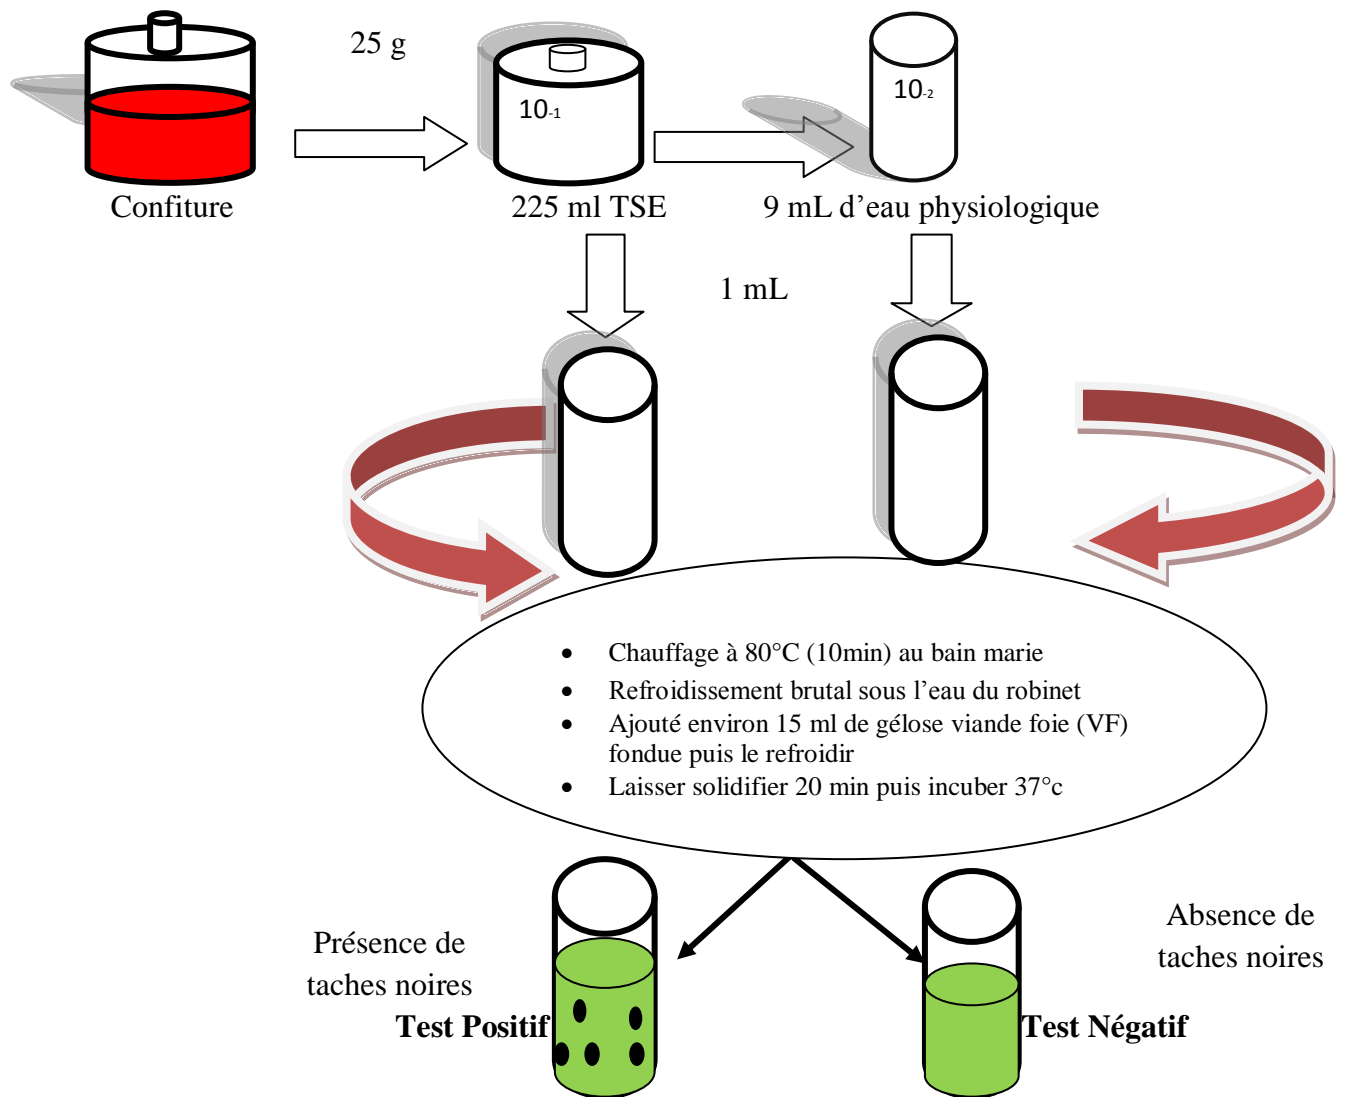 25 g
10-1
10-2
Confiture
225 ml TSE
9 mL d'eau physiologique
1 mL
• Chauffage à 80°C (10min) au bain marie
• Refroidissement brutal sous l'eau du robinet
• Ajouté environ 15 ml de gélose viande foie (VF)
fondue puis le refroidir
• Laisser solidifier 20 min puis incuber 37°c
Présence de
taches noires
Test Positif
Absence de
taches noires
Test Négatif